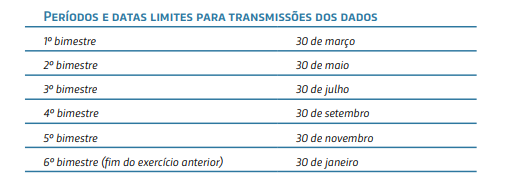 Períodos e datas limites para transmissões dos dados
1º bimestre 30 de março
2º bimestre 30 de maio
3º bimestre 30 de julho
4º bimestre 30 de setembro
5º bimestre 30 de novembro
6º bimestre (fim do exercício anterior) 30 de janeiro